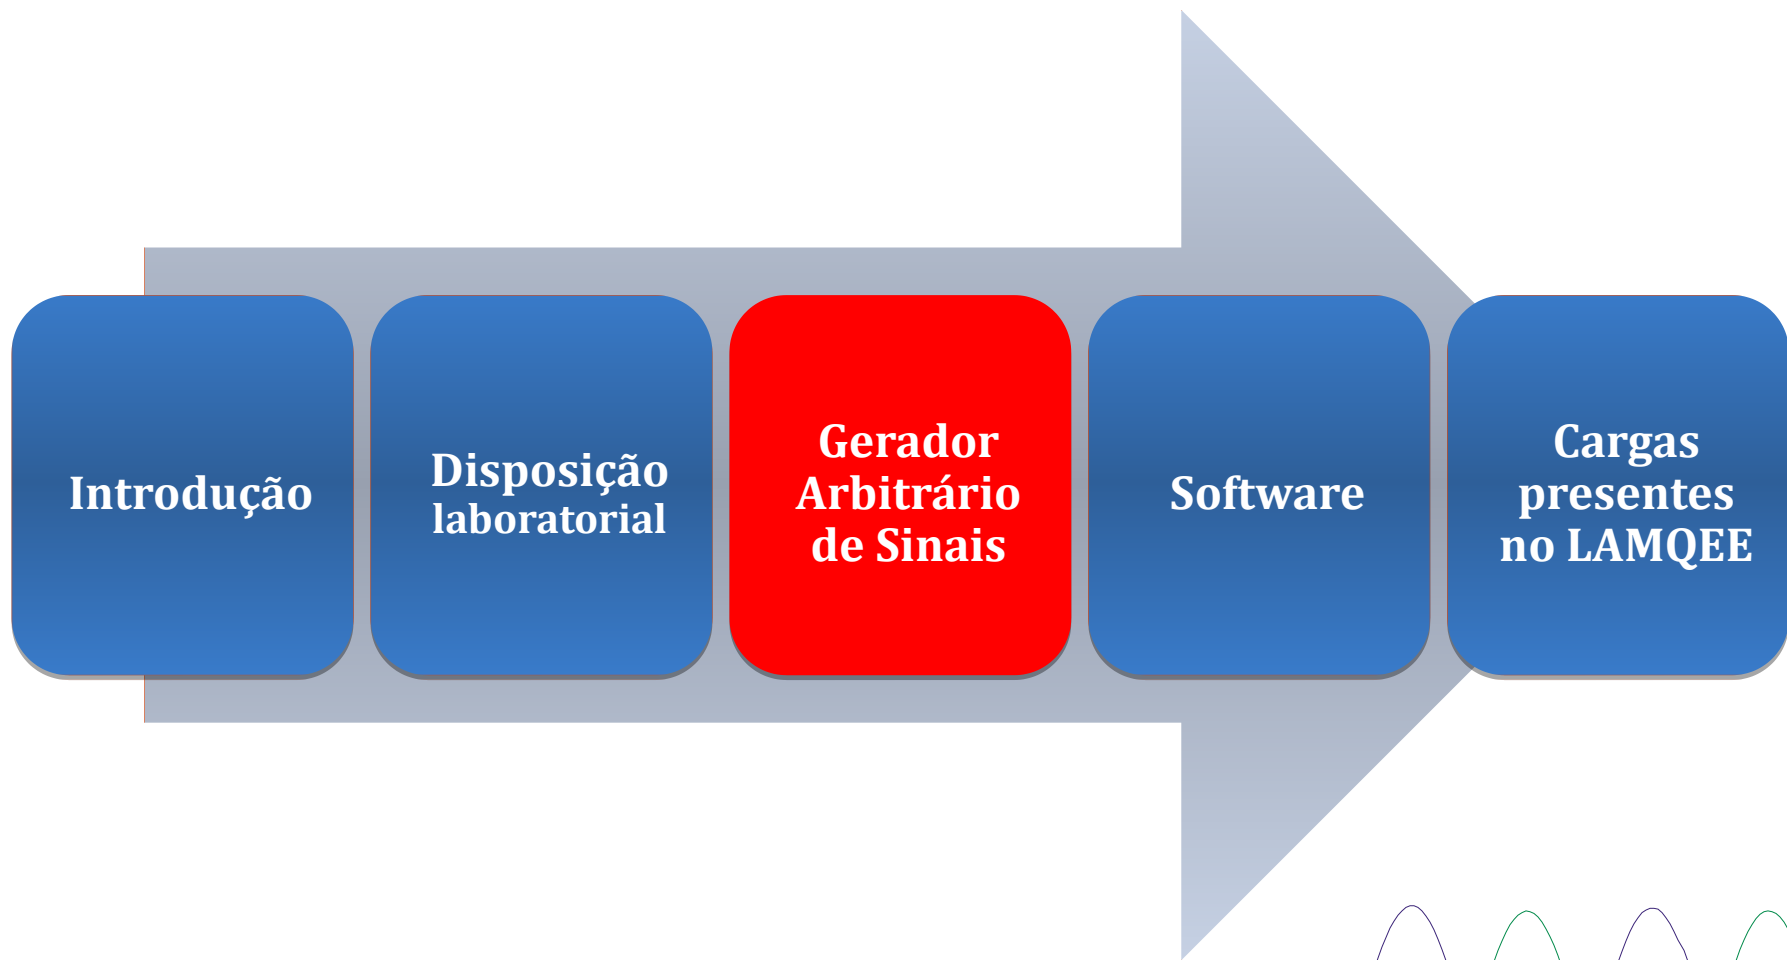 Introdução
Disposição
laboratorial
Gerador
Arbitrário
de Sinais
Software
Cargas
presentes
no LAMQEE